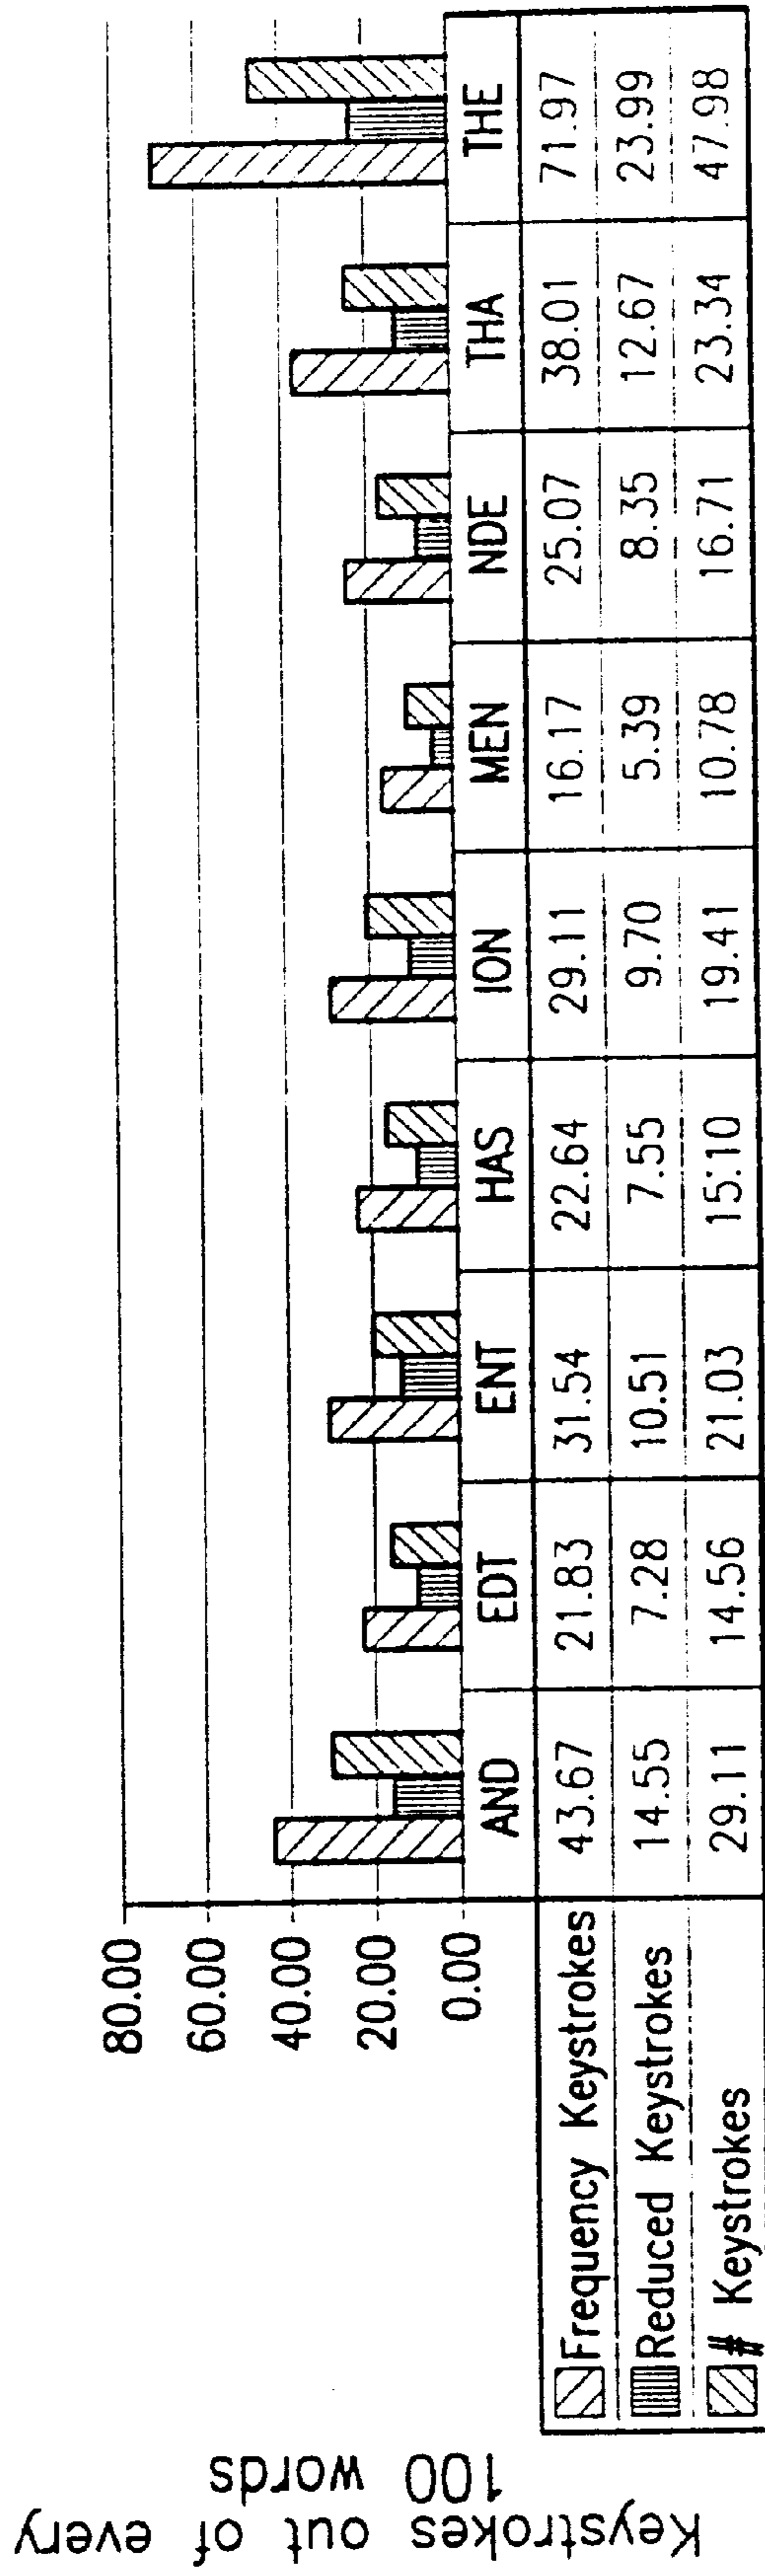 Keystrokes out of every
100 words
80.00
60.00
40.00
20.00
0.00
AND EDT ENT HAS ION MEN NDE THA THE
Frequency Keystrokes 43.67 21.83 31.54 22.64 29.11 16.17 25.07 38.01 71.97
Reduced Keystrokes 14.55 7.28 10.51 7.55 9.70 5.39 8.35 12.67 23.99
# Keystrokes 29.11 14.56 21.03 15.10 19.41 10.78 16.71 23.34 47.98